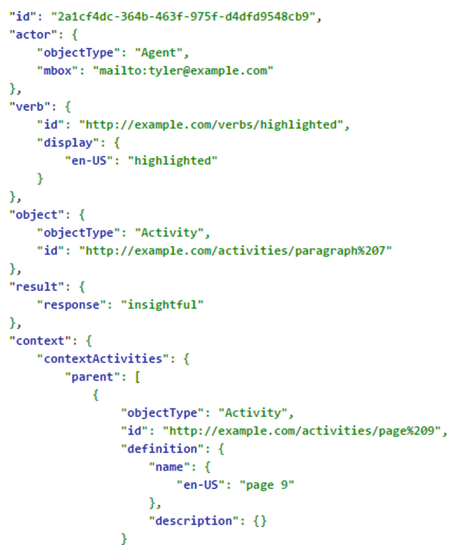 "id": "2a1cf4dc-364b-463f-975f-d4dfd9548cb9",
"actor": {
    "objectType": "Agent",
    "mbox": "mailto:tyler@example.com"
},
"verb": {
    "id": "http://example.com/verbs/highlighted",
    "display": {
        "en-US": "highlighted"
    }
},
"object": {
    "objectType": "Activity",
    "id": "http://example.com/activities/paragraph%207"
},
"result": {
    "response": "insightful"
},
"context": {
    "contextActivities": {
        "parent": [
            {
                "objectType": "Activity",
                "id": "http://example.com/activities/page%209",
                "definition": {
                    "name": {
                        "en-US": "page 9"
                    },
                    "description": {}
                }